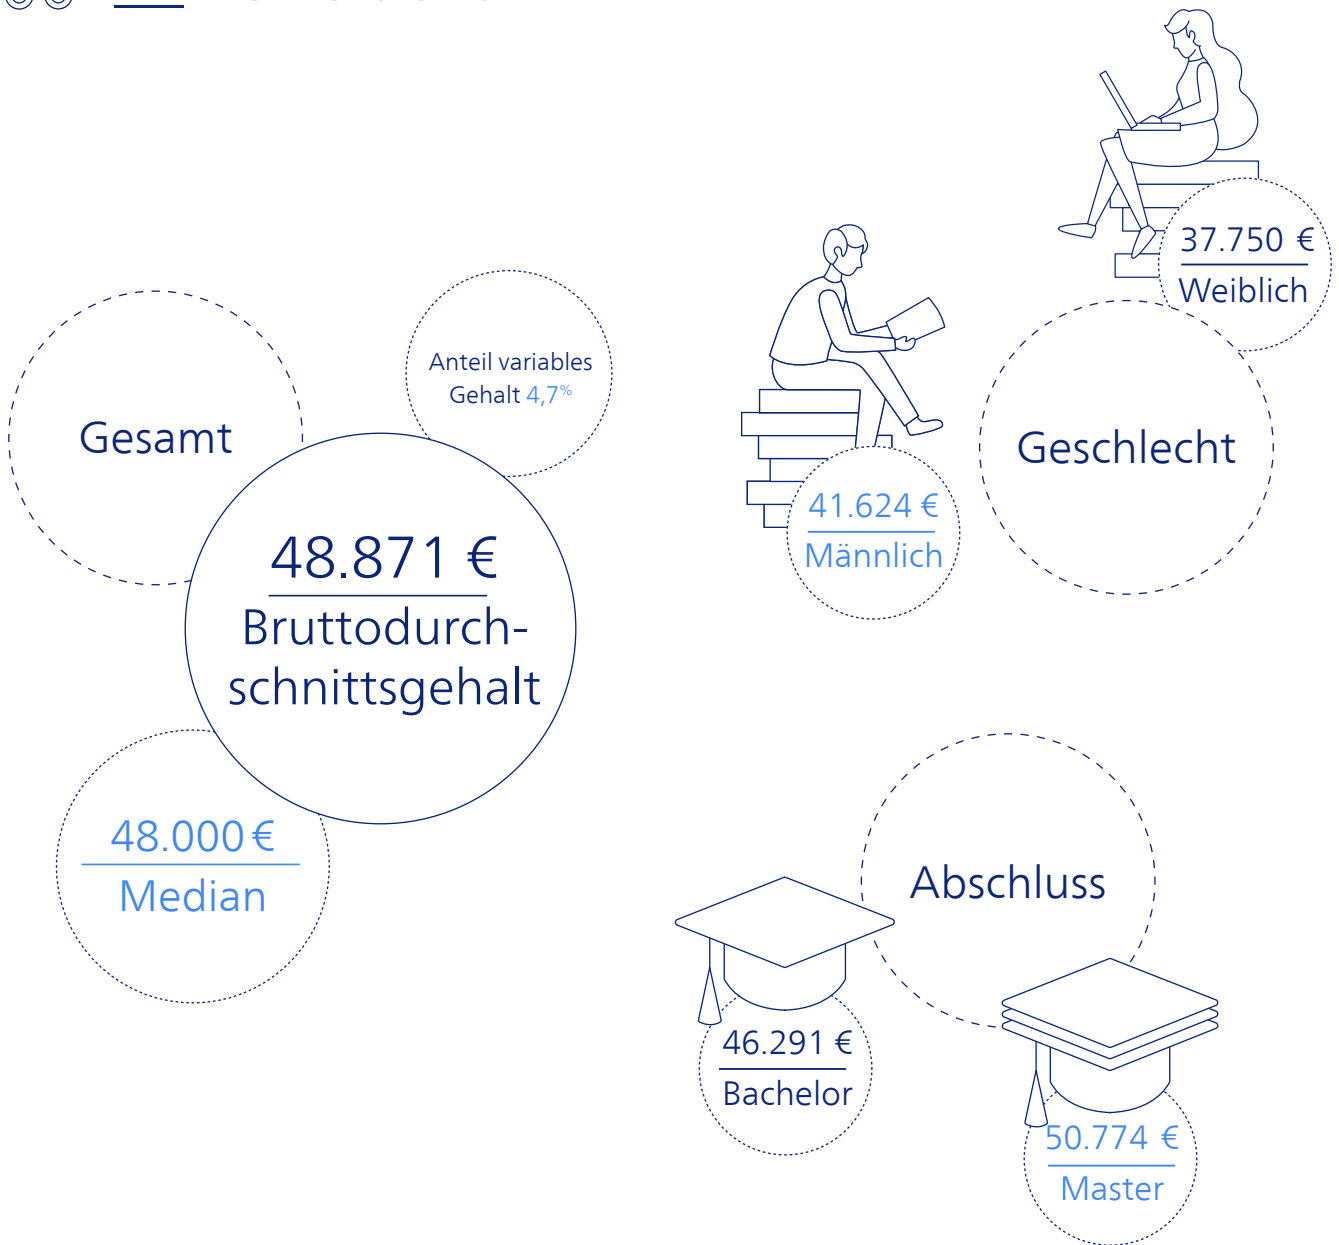 Gesamt
Anteil variables
Gehalt 4,7%
48.871 €
Bruttodurch-
schnittsgehalt
48.000 €
Median
37.750 €
Weiblich
Geschlecht
41.624 €
Männlich
Abschluss
46.291 €
Bachelor
50.774 €
Master